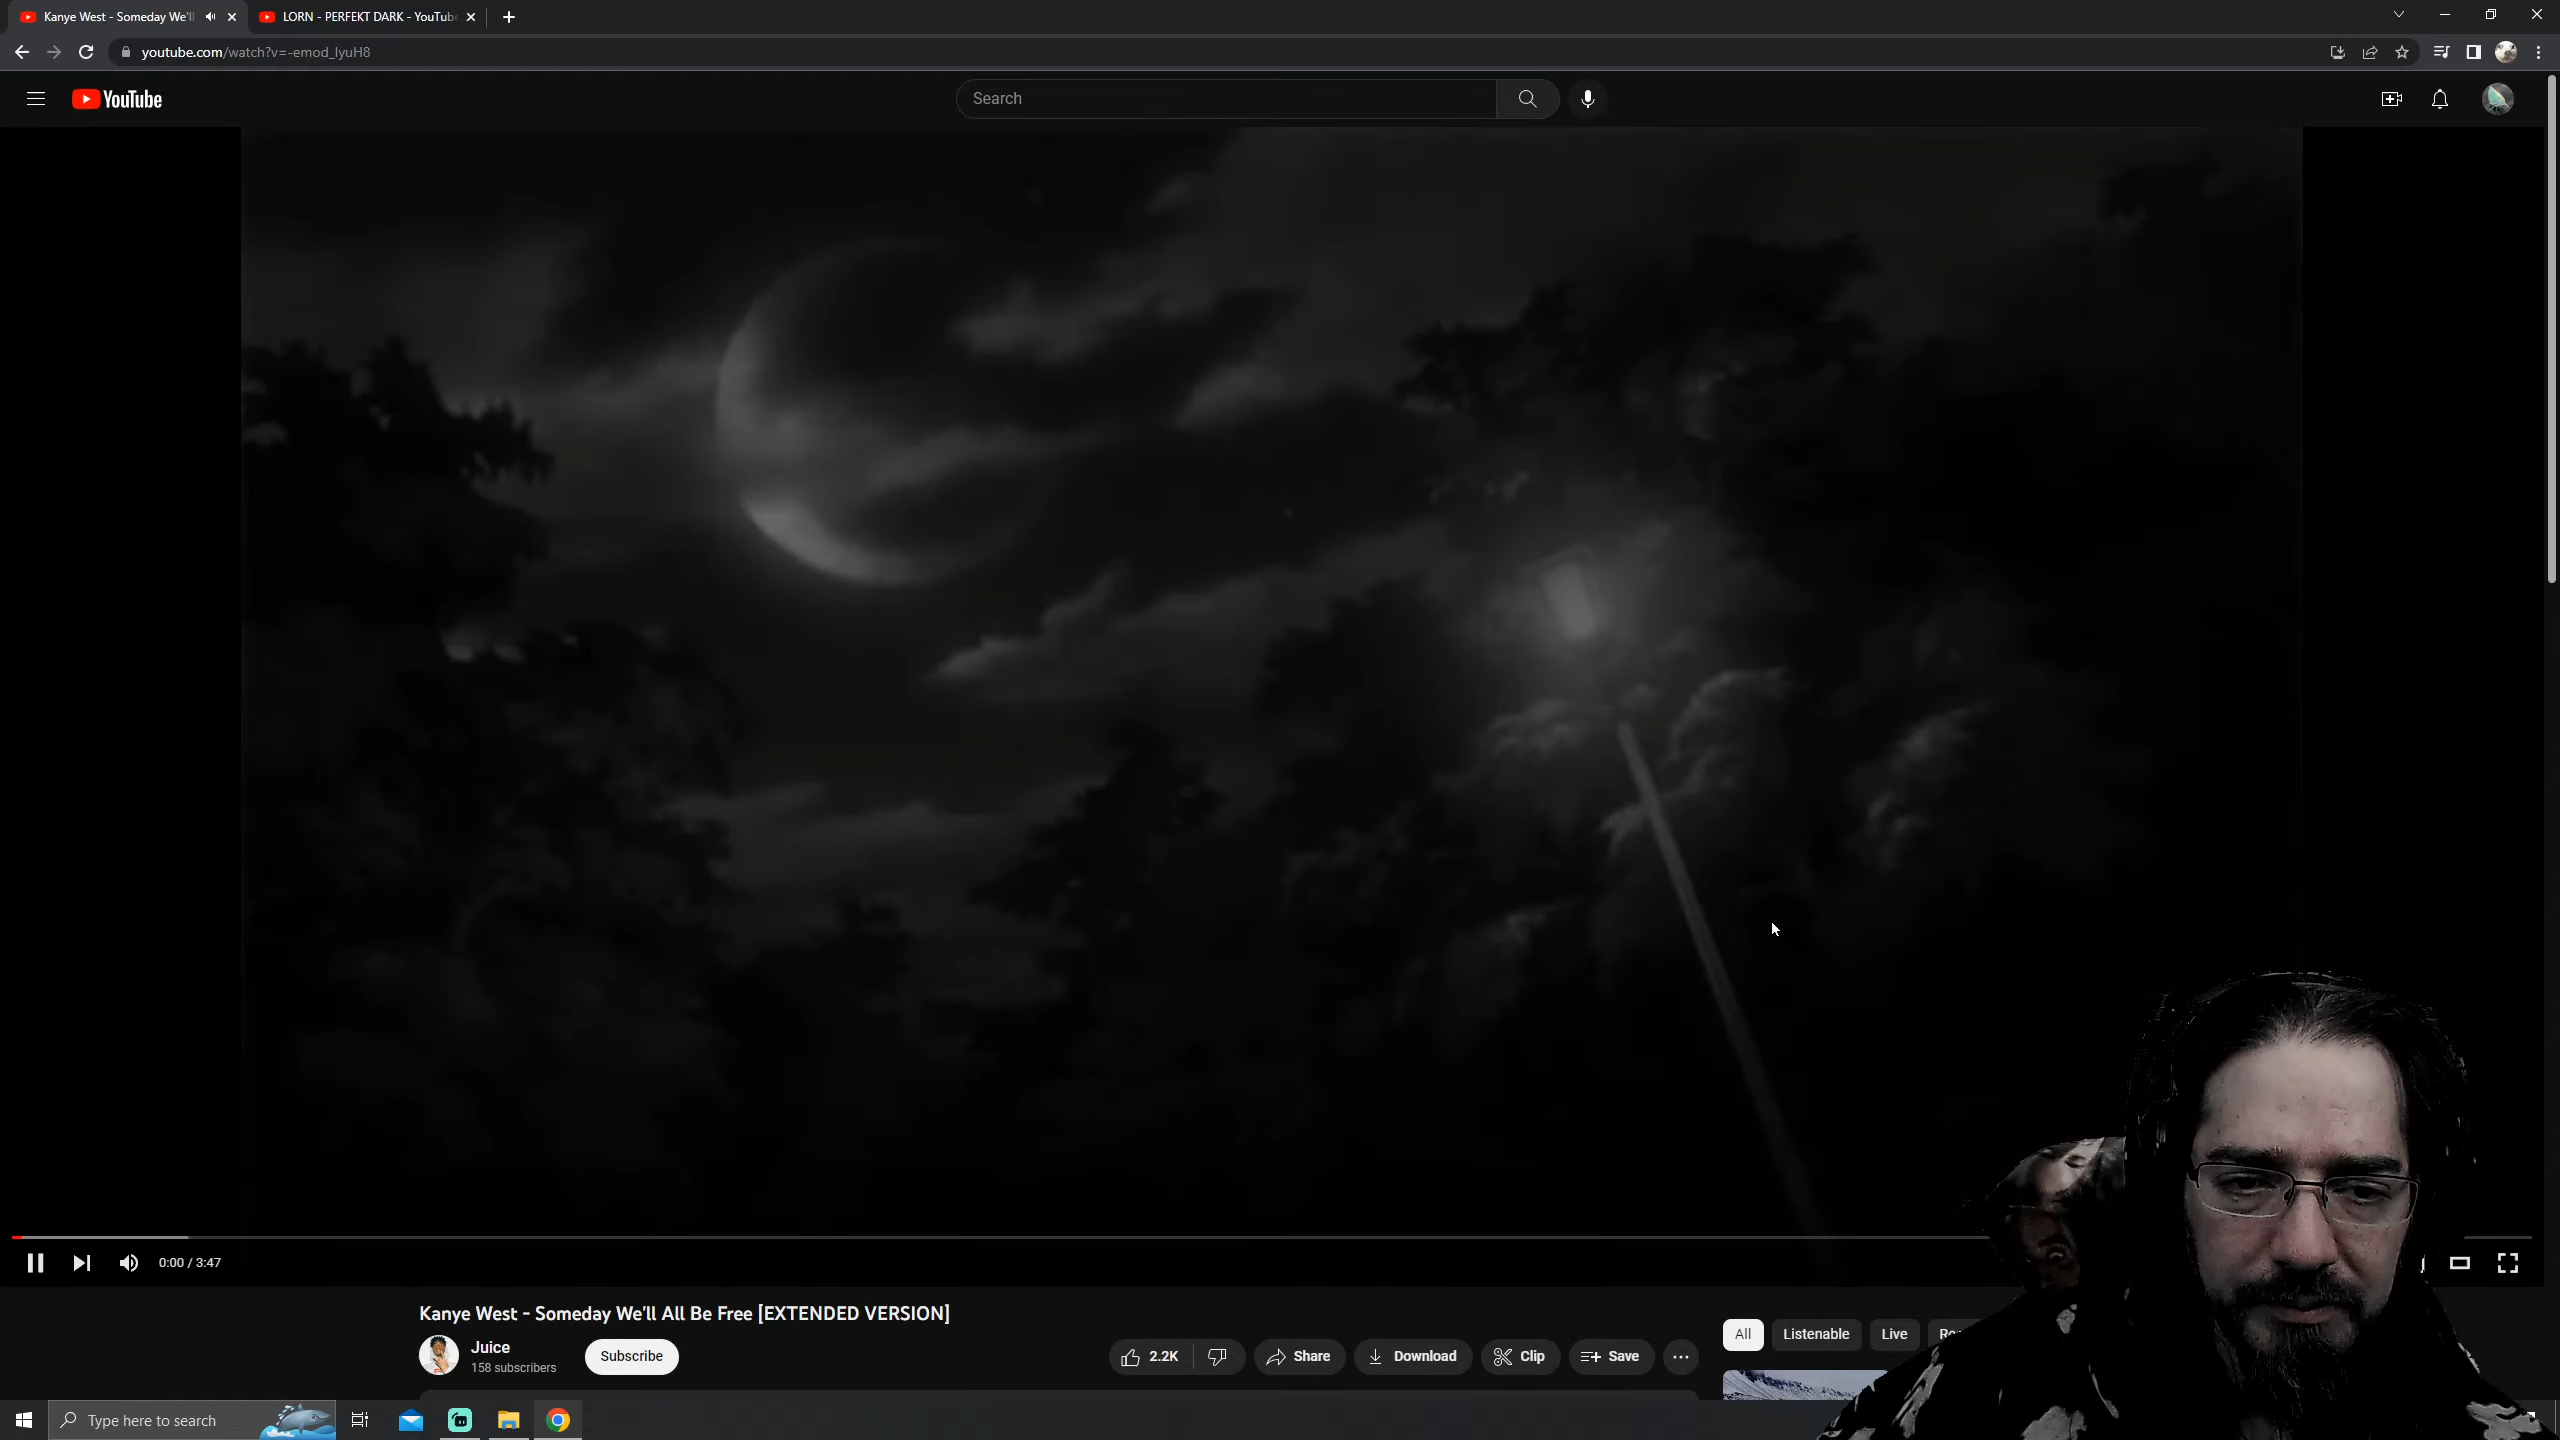 Kanye West - Someday We'll
LORN - PERFEKT DARK - YouTube
youtube.com/watch?v=-emod_lyuH8
YouTube
Search
0:00 / 3:47
Kanye West - Someday We'll All Be Free [EXTENDED VERSION]
Juice
158 subscribers
Subscribe
2.2K
Share
Download
Clip
Save
All
Listenable
Live
Type here to search